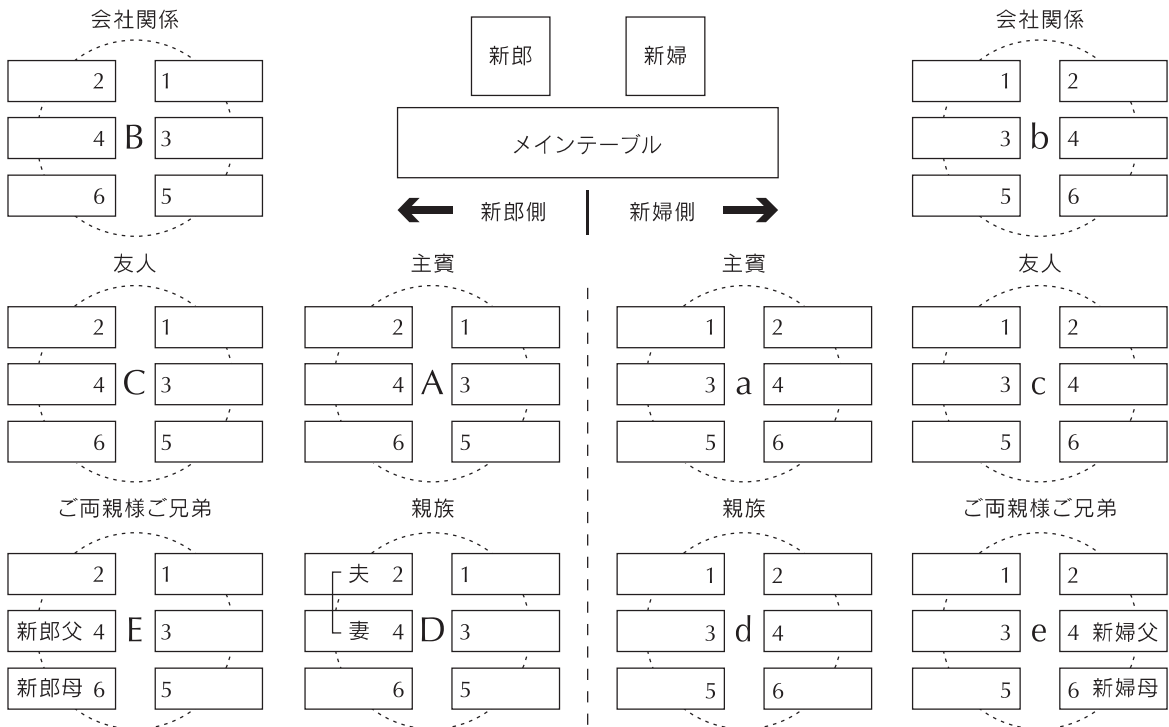 会社関係
新郎
新婦
会社関係
2 1
1 2
メインテーブル
4 B 3
3 b 4
6 5
5 6
新郎側
新婦側
友人
主賓
主賓
友人
2 1
2 1
1 2
1 2
4 C 3
4 A 3
3 a 4
3 c 4
6 5
6 5
5 6
5 6
ご両親様ご兄弟
親族
親族
ご両親様ご兄弟
2 1
夫 2 1
1 2
1 2
新郎父 4 E 3
妻 4 D 3
3 d 4
3 e 4 新婦父
新郎母 6 5
6 5
5 6
5 6 新婦母